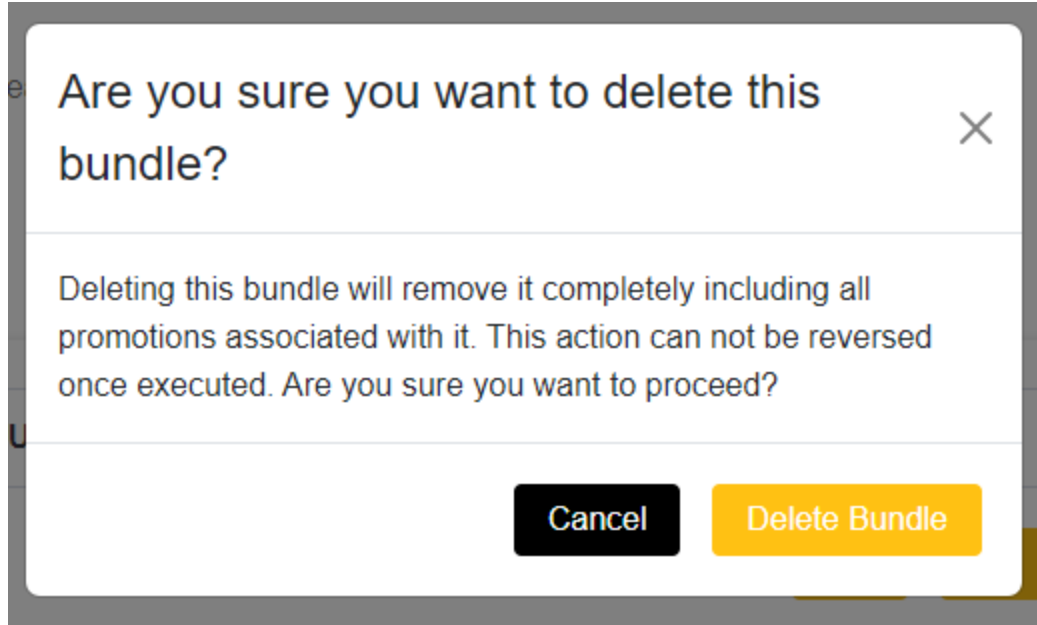 Are you sure you want to delete this
bundle?
Deleting this bundle will remove it completely including all
promotions associated with it. This action can not be reversed
once executed. Are you sure you want to proceed?
Cancel
Delete Bundle